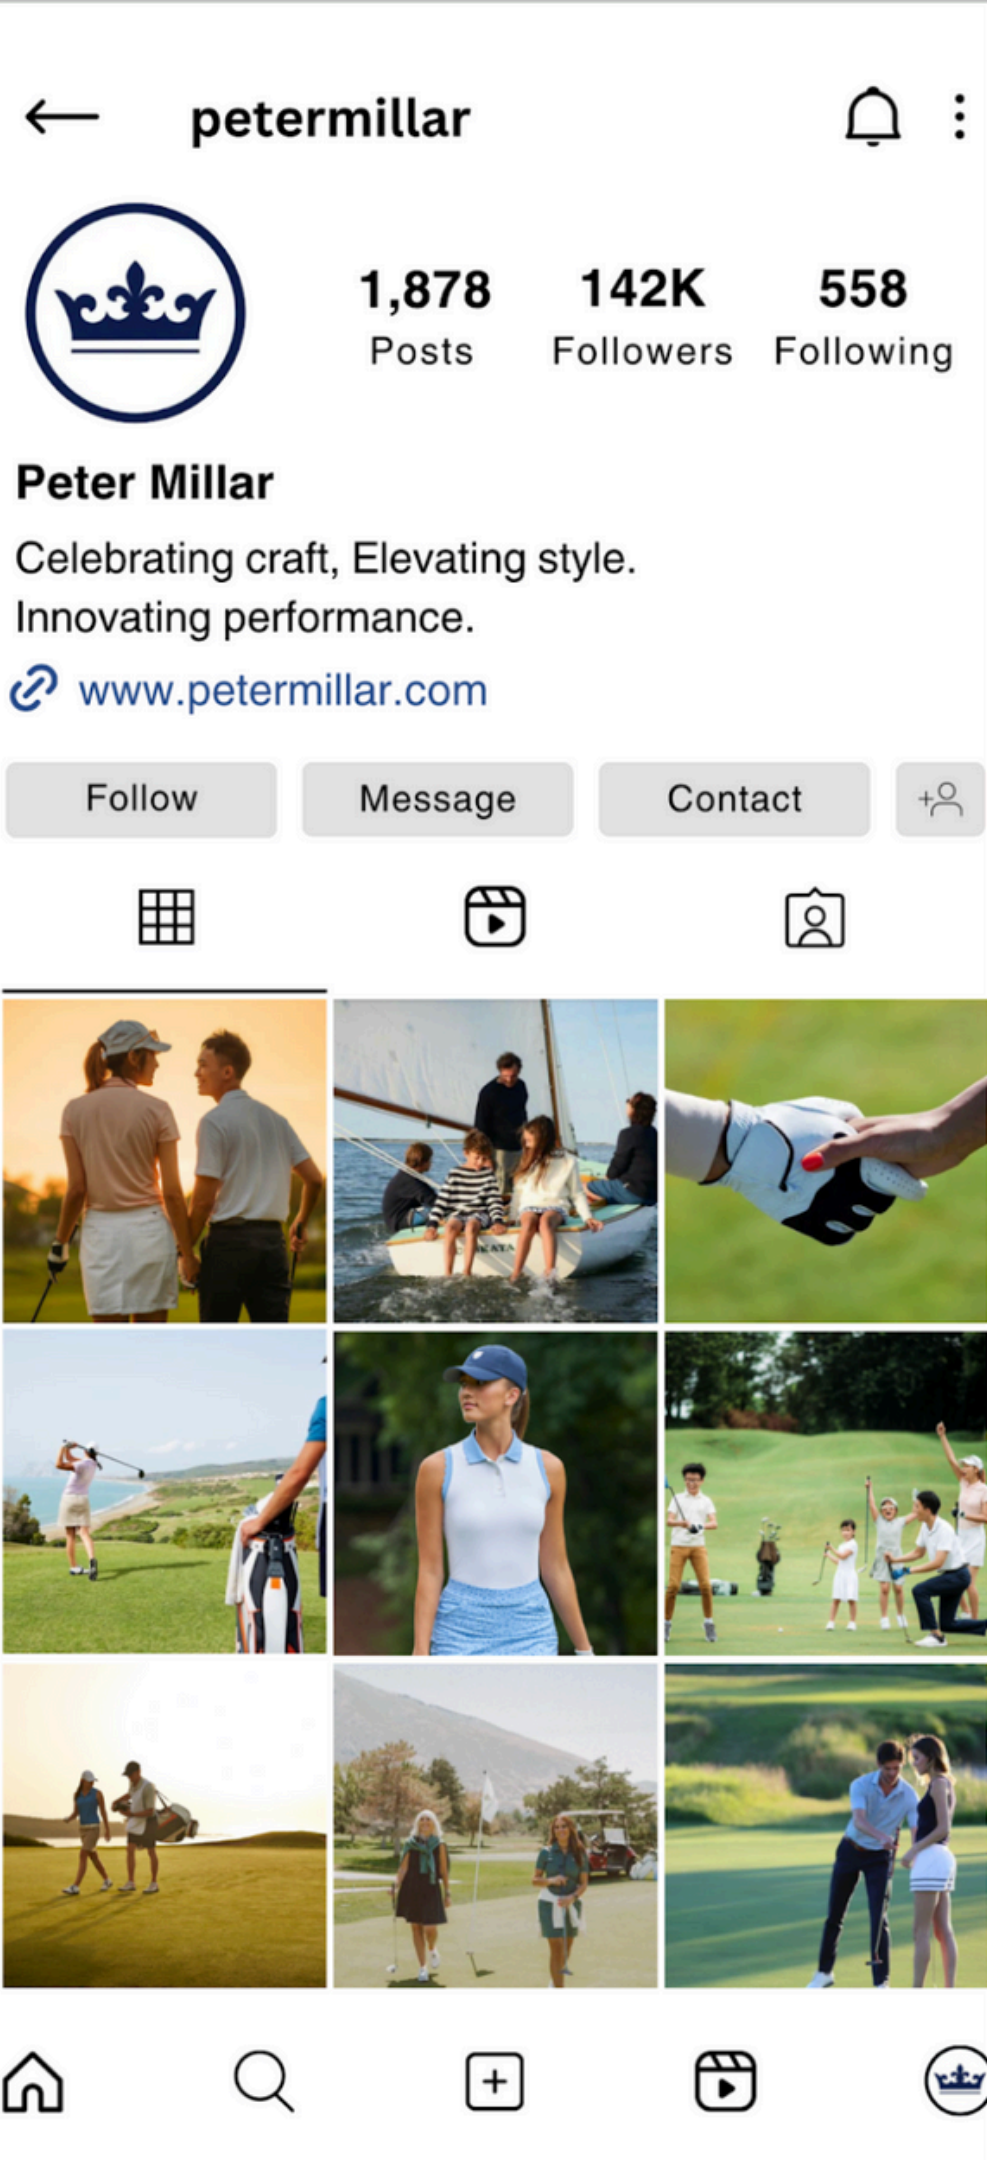 petermillar
1,878 142K 558
Posts Followers Following
Peter Millar
Celebrating craft, Elevating style.
Innovating performance.
www.petermillar.com
Follow Message Contact